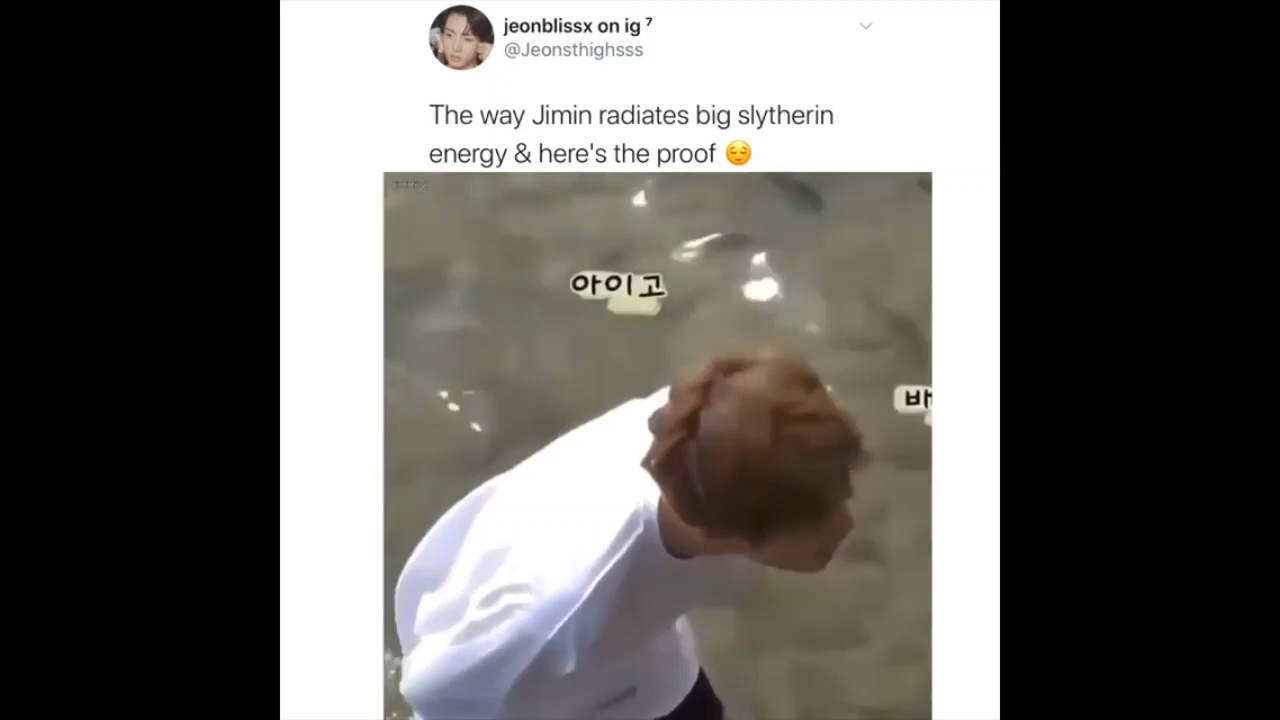 jeonblissx on ig ⁷
@Jeonsthighsss
The way Jimin radiates big slytherin
energy & here's the proof 😌
아이고